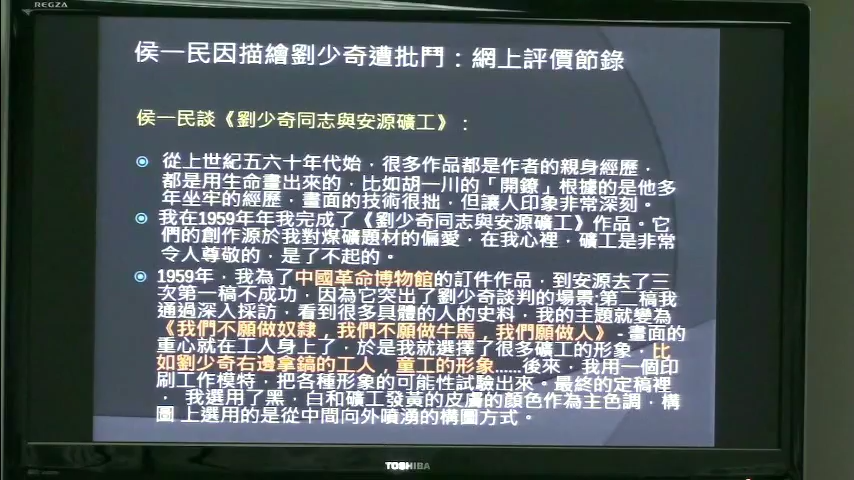 REGZA
侯一民因描繪劉少奇遭批鬥：網上評價節錄
侯一民談《劉少奇同志與安源礦工》：
從上世紀五六十年代始，很多作品都是作者的親身經歷，
都是用生命畫出來的，比如胡一川的「開鐐」根據的是他多
年坐牢的經歷，畫面的技術很拙，但讓人印象非常深刻。
我在1959年年我完成了《劉少奇同志與安源礦工》作品。它
們的創作源於我對煤礦題材的偏愛，在我心裡，礦工是非常
令人尊敬的，是了不起的。
1959年，我為了中國革命博物館的訂件作品，到安源去了三
次第一稿不成功，因為它突出了劉少奇談判的場景;第二稿我
通過深入採訪，看到很多具體的人的史料，我的主題就變為
《我們不願做奴隸，我們不願做牛馬，我們願做人》-畫面的
重心就在工人身上了，於是我就選擇了很多礦工的形象，比
如劉少奇右邊拿鎬的工人，童工的形象……後來，我用一個印
刷工作模特，把各種形象的可能性試驗出來。最終的定稿裡
，我選用了黑，白和礦工發黃的皮膚的顏色作為主色調，構
圖 上選用的是從中間向外噴湧的構圖方式。
TOSHIBA